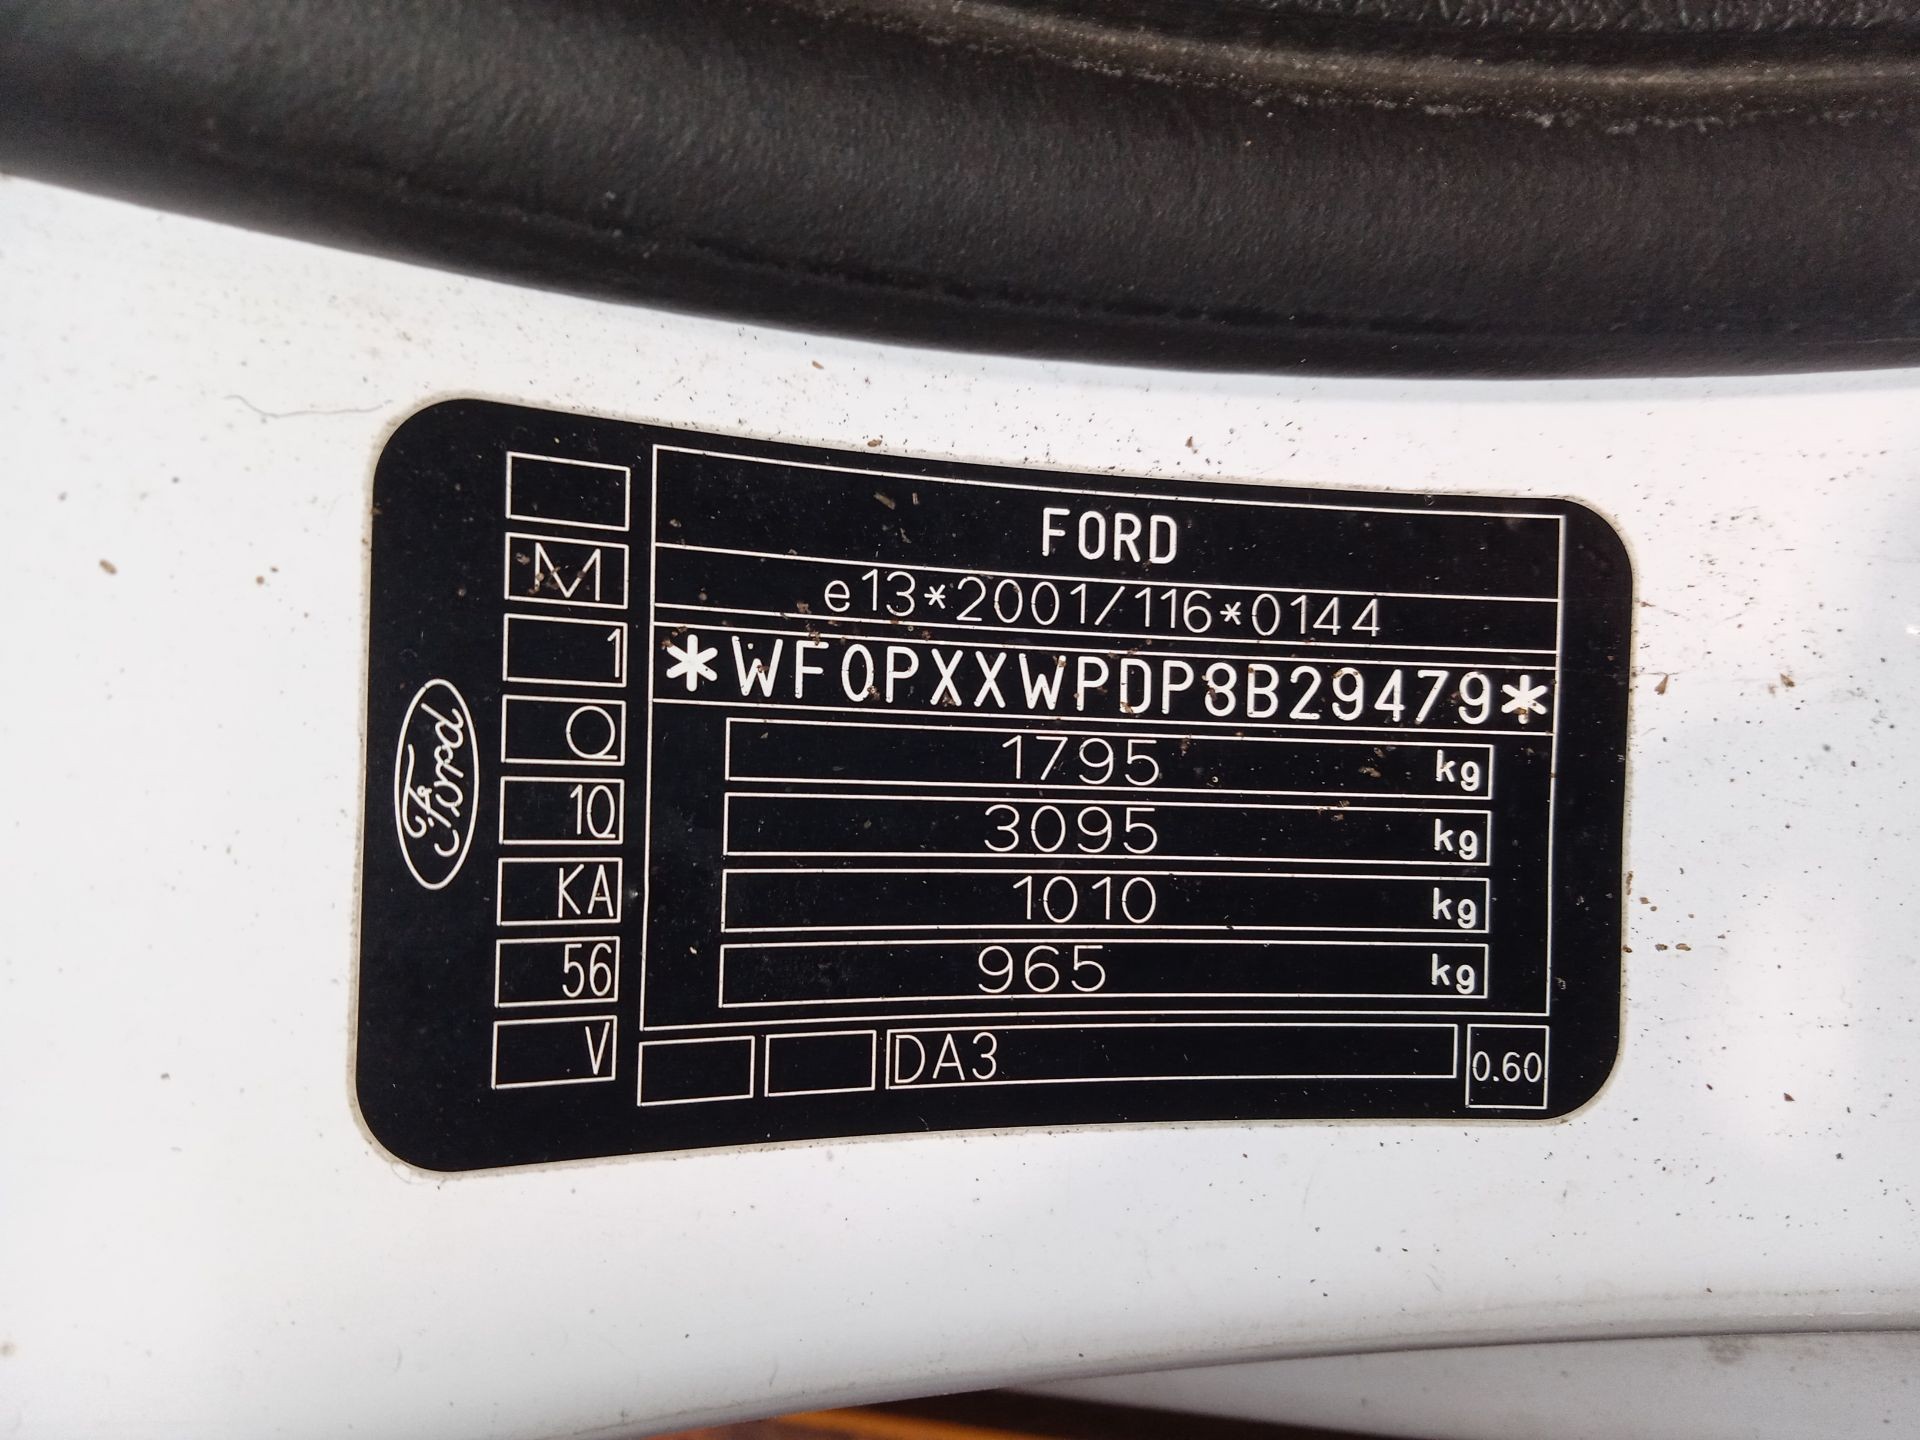 FORD
e13*2001/116*0144
*WF0PXXWPDP8B29479*
1795 kg
3095 kg
1010 kg
965 kg
M
1
Q
1Q
KA
56
V
DA3
0.60
Ford